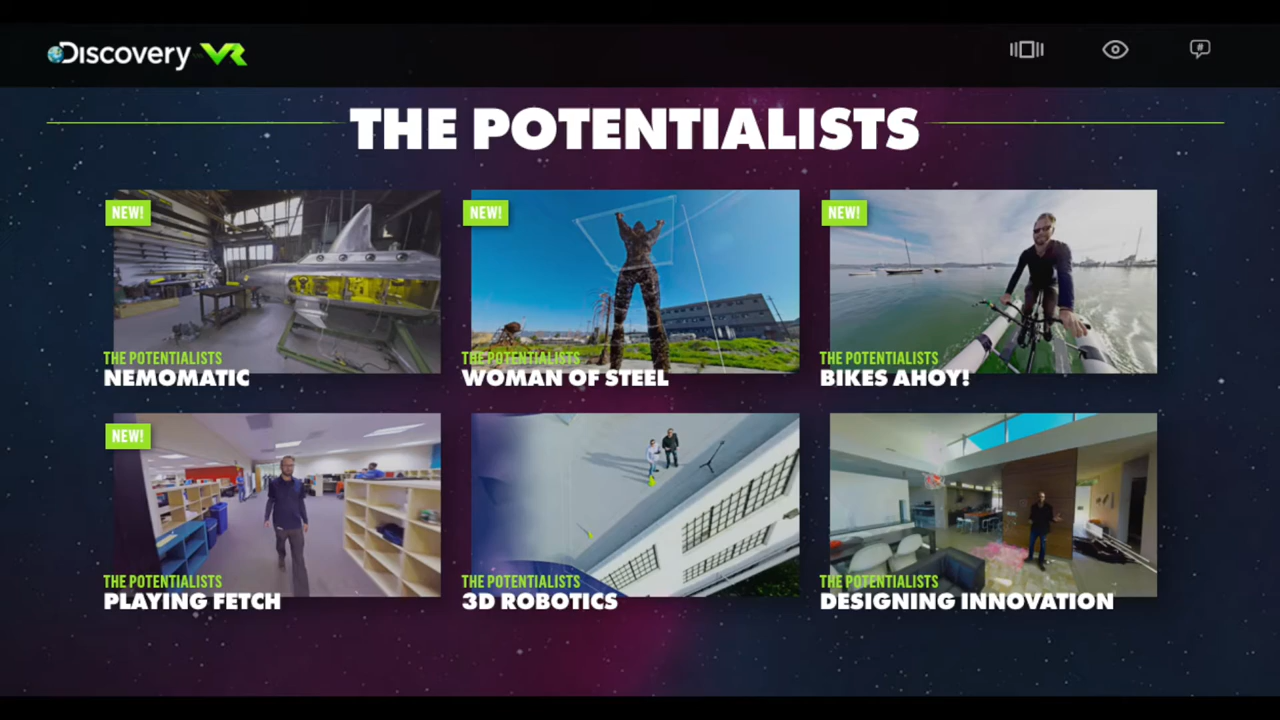 Discovery VR
THE POTENTIALISTS
NEW!
THE POTENTIALISTS
NEMOMATIC
NEW!
THE POTENTIALISTS
WOMAN OF STEEL
NEW!
THE POTENTIALISTS
BIKES AHOY!
NEW!
THE POTENTIALISTS
PLAYING FETCH
THE POTENTIALISTS
3D ROBOTICS
THE POTENTIALISTS
DESIGNING INNOVATION